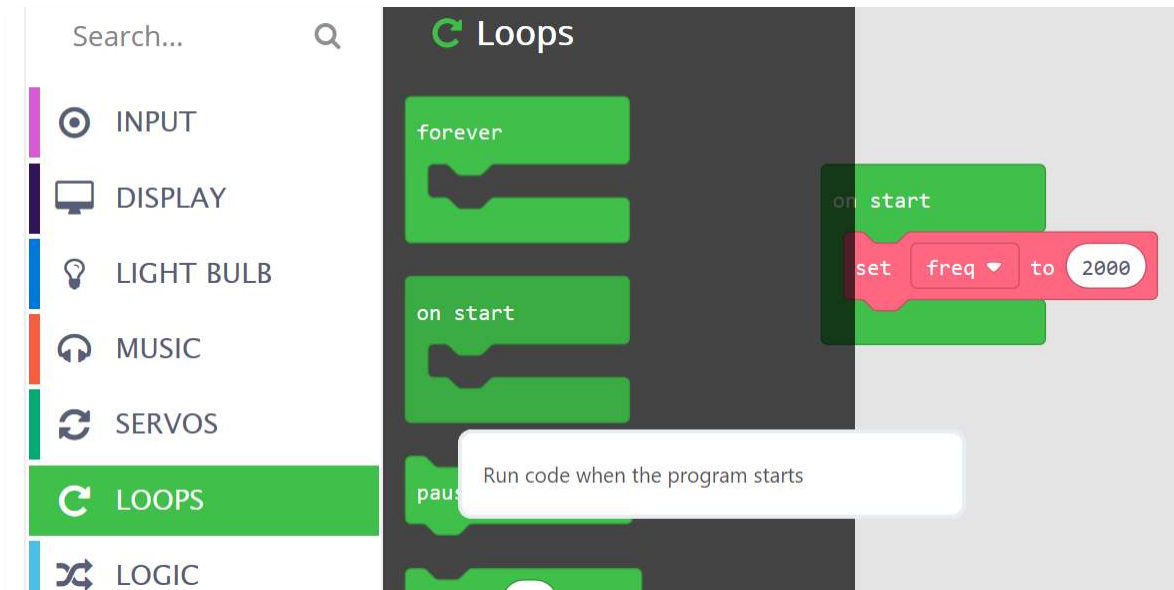 Search...
INPUT
DISPLAY
LIGHT BULB
MUSIC
SERVOS
LOOPS
LOGIC
Loops
forever
on start
Run code when the program starts
on start
set freq to 2000